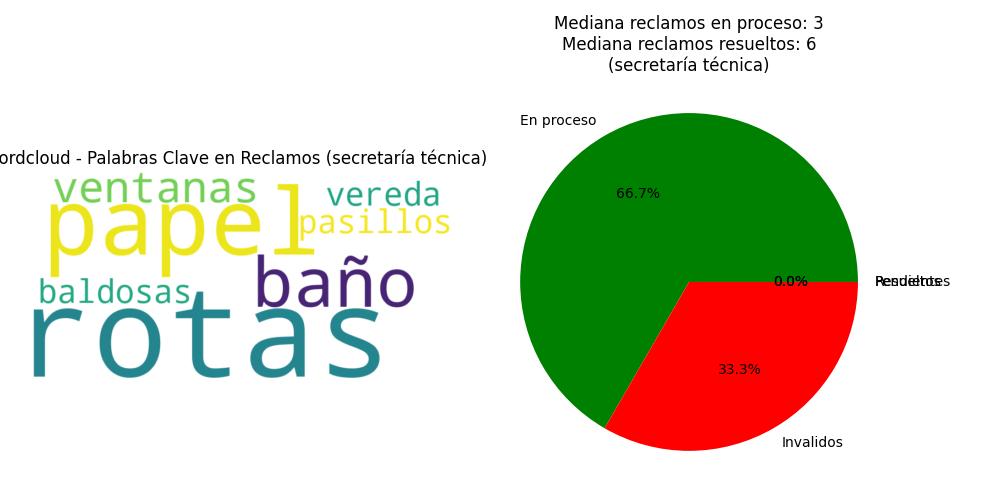 ordcloud - Palabras Clave en Reclamos (secretaría técnica)
ventanas
vereda
papel
pasillos
baño
baldosas
rotas
Mediana reclamos en proceso: 3
Mediana reclamos resueltos: 6
(secretaría técnica)
En proceso
66.7%
0.0%
33.3%
Invalidos